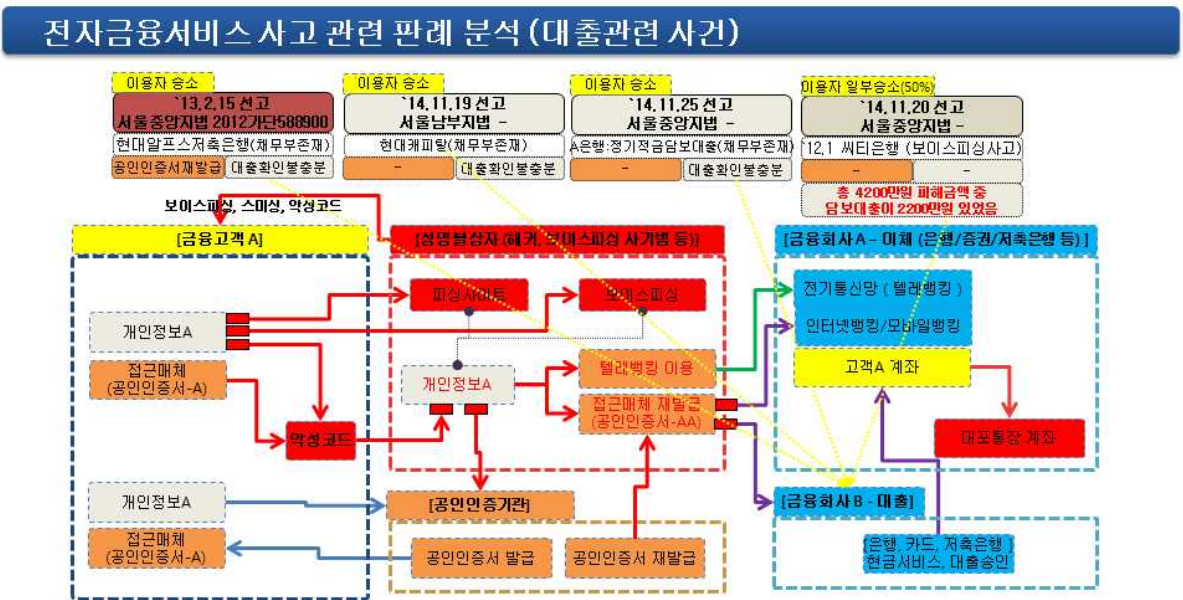 전자금융서비스 사고 관련 판례 분석 (대출관련 사건)
이용자 승소
`13.2.15 선고
서울중앙지법 2012가단588900
현대알프스저축은행(채무부존재)
공인인증서재발급
대출확인불충분
이용자 승소
`14.11.19 선고
서울남부지법 -
현대캐피탈(채무부존재)
-
대출확인불충분
이용자 승소
`14.11.25 선고
서울중앙지법 -
A은행:정기적금담보대출(채무부존재)
-
대출확인불충분
이용자 일부승소(50%)
`14.11.20 선고
서울중앙지법 -
`12.1 씨티은행 (보이스피싱사고)
-
-
총 4200만원 피해금액 중
담보대출이 2200만원 있었음
보이스피싱, 스미싱, 악성코드
[금융고객 A]
[성명불상자 (해커, 보이스피싱 사기범 등)]
[금융회사 A - 이체 (은행/증권/저축은행 등) ]
개인정보A
접근매체
(공인인증서-A)
악성코드
개인정보A
접근매체
(공인인증서-A)
피싱사이트
보이스피싱
개인정보A
텔레뱅킹 이용
접근매체 재발급
(공인인증서-AA)
[공인인증기관]
공인인증서 발급
공인인증서 재발급
전기통신망 ( 텔레뱅킹 )
인터넷뱅킹/모바일뱅킹
고객A 계좌
대포통장 계좌
[금융회사 B - 대출]
[은행, 카드, 저축은행 ]
현금서비스, 대출승인